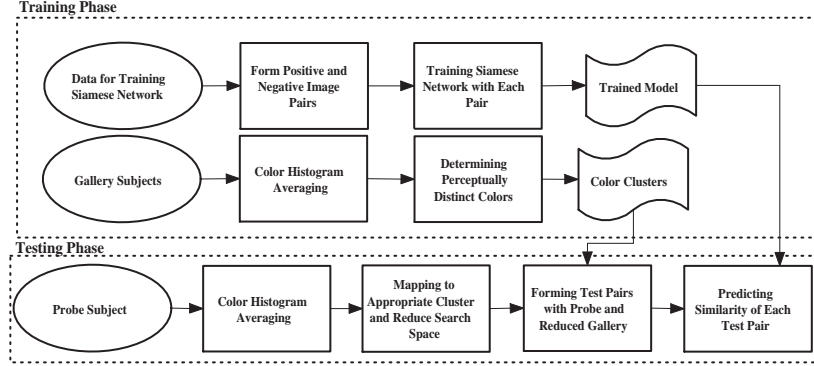 Training Phase
Data for Training
Siamese Network
Form Positive and
Negative Image
Pairs
Training Siamese
Network with Each
Pair
Trained Model
Gallery Subjects
Color Histogram
Averaging
Determining
Perceptually
Distinct Colors
Color Clusters
Testing Phase
Probe Subject
Color Histogram
Averaging
Mapping to
Appropriate Cluster
and Reduce Search
Space
Forming Test Pairs
with Probe and
Reduced Gallery
Predicting
Similarity of Each
Test Pair